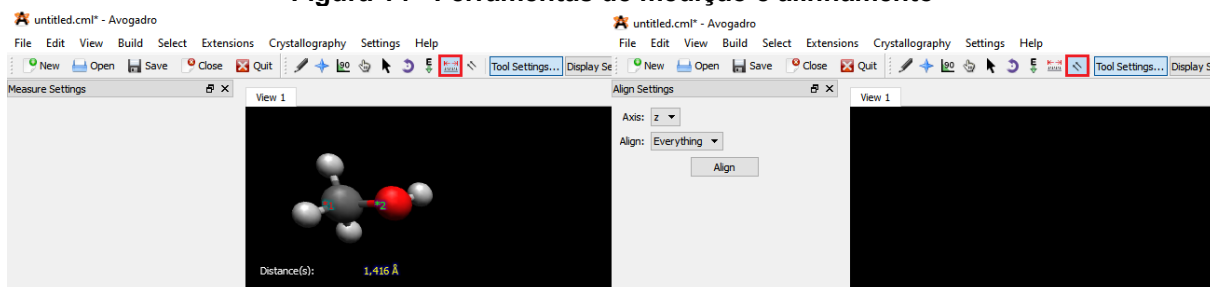 Figura 14 - Ferramentas de medição e alinhamento
untitled.cml* - Avogadro
File Edit View Build Select Extensions Crystallography Settings Help
New Open Save Close Quit Tool Settings... Display Se
Measure Settings
View 1
*1 *2
Distance(s): 1,416 Å
untitled.cml* - Avogadro
File Edit View Build Select Extensions Crystallography Settings Help
New Open Save Close Quit Tool Settings... Display S
Align Settings
View 1
Axis: z
Align: Everything
Align